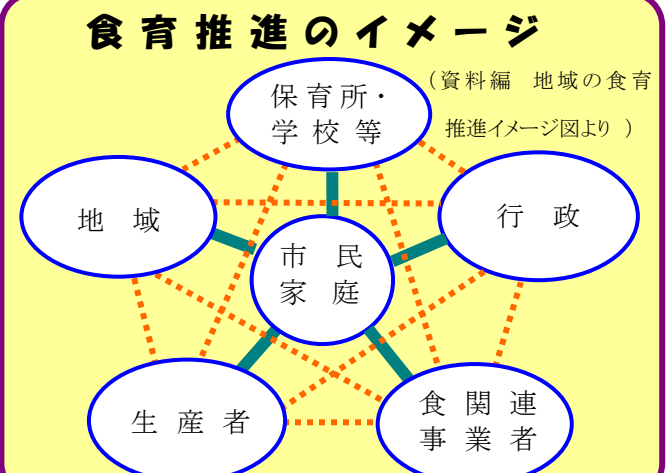 食育推進のイメージ
(資料編 地域の食育
推進イメージ図より )
保育所・
学校等
地域
行政
市民
家庭
生産者
食関連
事業者